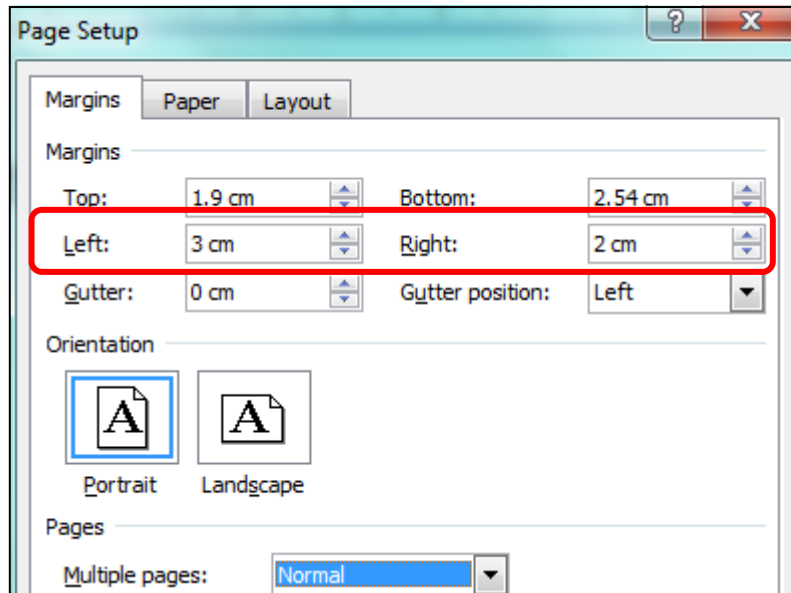 Page Setup ? X
Margins Paper Layout
Margins
Top: 1.9 cm Bottom: 2.54 cm
Left: 3 cm Right: 2 cm
Gutter: 0 cm Gutter position: Left
Orientation
A A
Portrait Landscape
Pages
Multiple pages: Normal